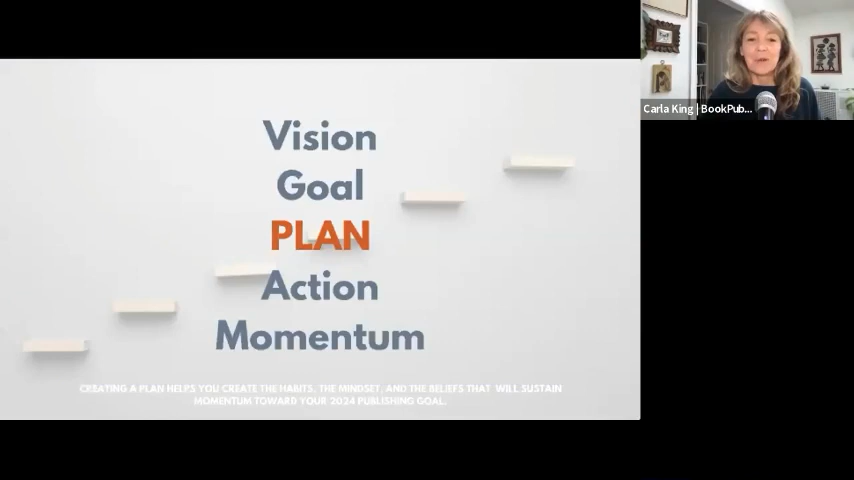 Vision
Goal
PLAN
Action
Momentum
CREATING A PLAN HELPS YOU CREATE THE HABITS, THE MINDSET, AND THE BELIEFS THAT WILL SUSTAIN
MOMENTUM TOWARD YOUR 2024 PUBLISHING GOAL.
Carla King | BookPub...